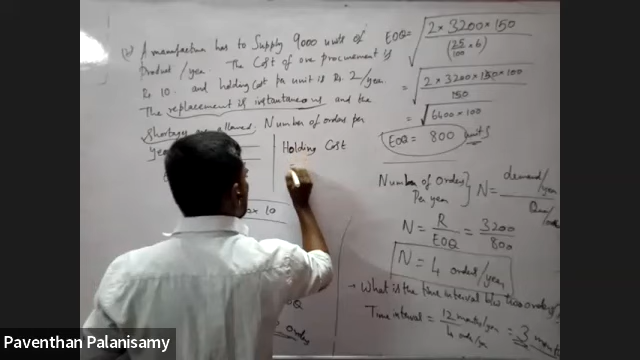 (b) A manufacture has to Supply 9000 units of
Product / year. The Cost of one procurement is
Rs 10. and holding cost per unit is Rs. 2/year
The replacement is instantaneous and the
Shortage allowed. Number of orders per
year
Holding Cost
× 10
EOQ = √ 2 × 3200 × 150
(25/100 × 6)
= √ 2 × 3200 × 150 × 100
150
= √ 6400 × 100
EOQ = 800 units
Number of Orders Per year } N = demand/year
N = R/EOQ = 3200/800
N = 4 orders/year
→ What is the time interval b/w two orders
Time interval = 12 months/year = 3 mont
4
Paventhan Palanisamy